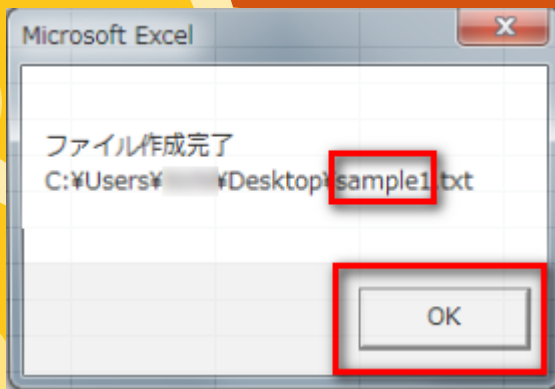 Microsoft Excel
ファイル作成完了
C:¥Users¥ ¥Desktop¥sample1.txt
OK